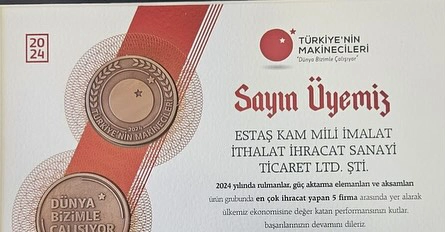 20
24
TÜRKİYE'NİN
MAKİNECİLERİ
"Dünya Bizimle Çalışıyor"
Sayın Üyemiz
ESTAŞ KAM MİLİ İMALAT
İTHALAT İHRACAT SANAYİ
TİCARET LTD. ŞTİ.
2024 yılında rulmanlar, güç aktarma elemanları ve aksamları
ürün grubunda en çok ihracat yapan 5 firma arasında yer alarak
ülkemiz ekonomisine değer katan performansının kutlar,
başarılarınızın devamını dileriz.
2024
TÜRKİYE'NİN MAKİNECİLERİ
DÜNYA
BİZİMLE
ÇALIŞIYOR